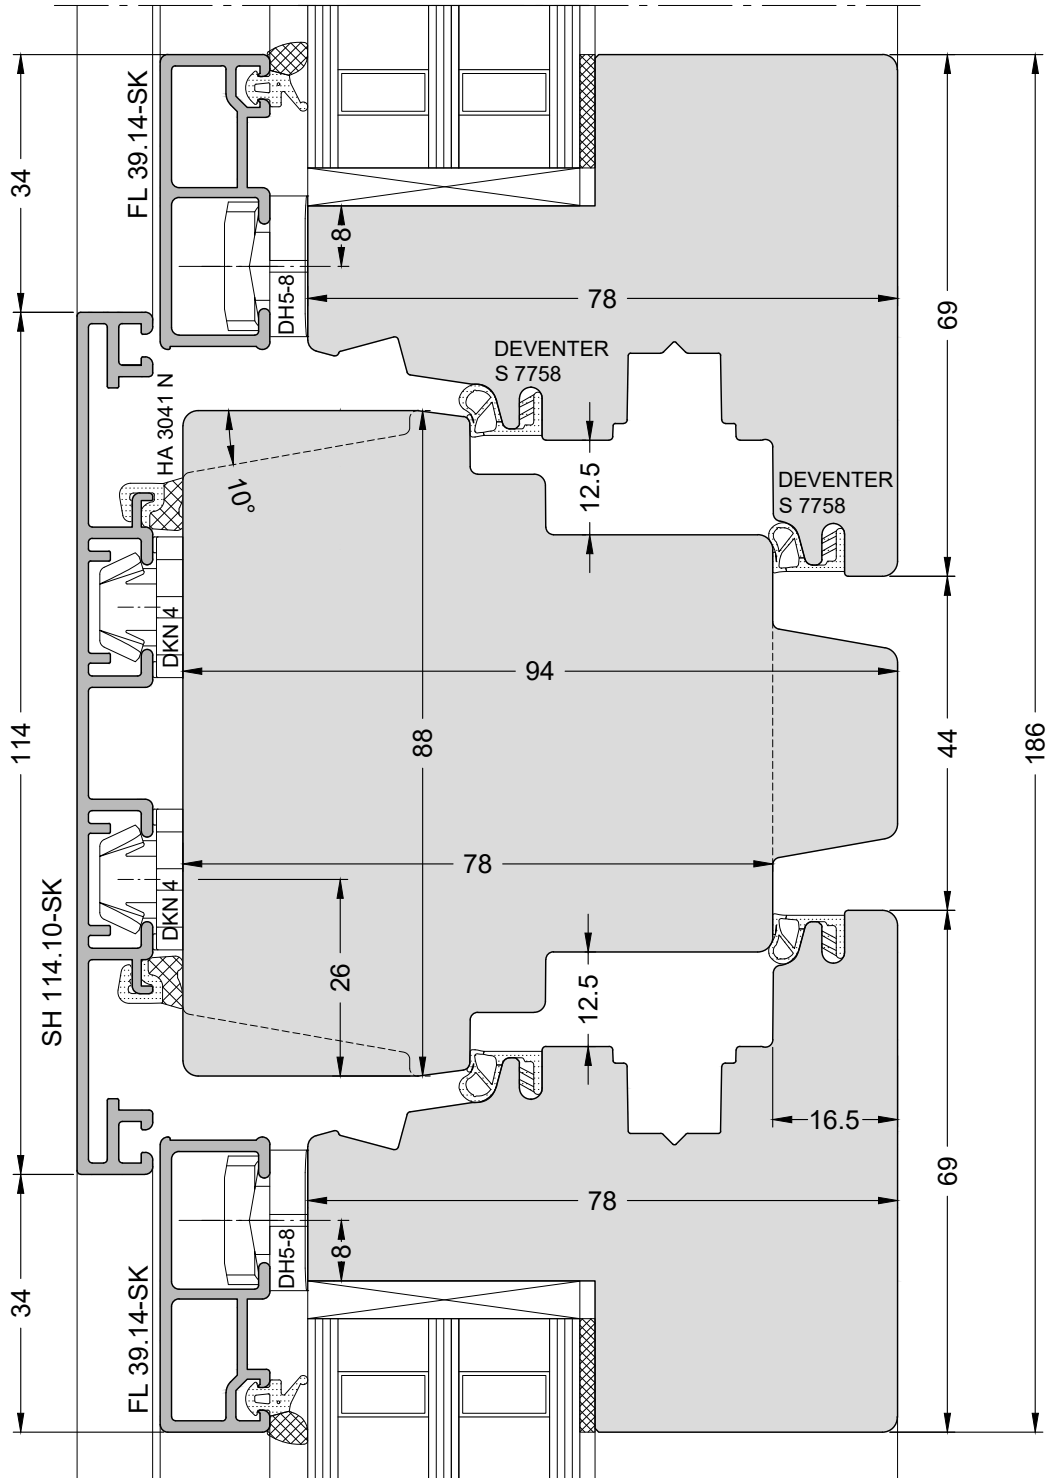 34
FL 39.14-SK
8
DH5-8
78
69
186
DEVENTER
S 7758
HA 3041 N
10°
12.5
DEVENTER
S 7758
114
DKN 4
94
88
44
78
DKN 4
SH 114.10-SK
26
12.5
16.5
69
78
8
DH5-8
FL 39.14-SK
34